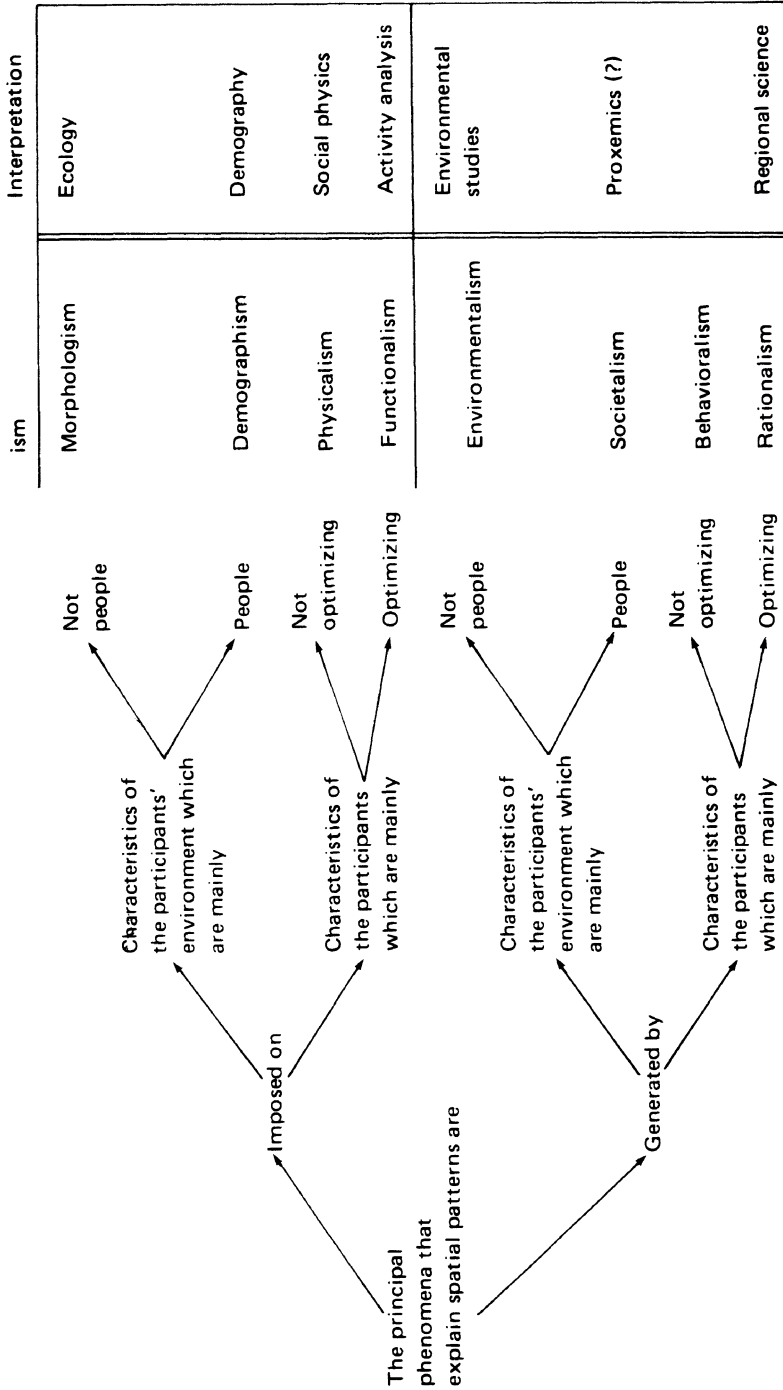 ism
Interpretation
The principal
phenomena that
explain spatial patterns are
Imposed on
Generated by
Characteristics of
the participants'
environment which
are mainly
Characteristics of
the participants
which are mainly
Characteristics of
the participants'
environment which
are mainly
Characteristics of
the participants
which are mainly
Not
people
People
Not
optimizing
Optimizing
Not
people
People
Not
optimizing
Optimizing
Morphologism
Demographism
Physicalism
Functionalism
Environmentalism
Societalism
Behavioralism
Rationalism
Ecology
Demography
Social physics
Activity analysis
Environmental
studies
Proxemics (?)
Regional science